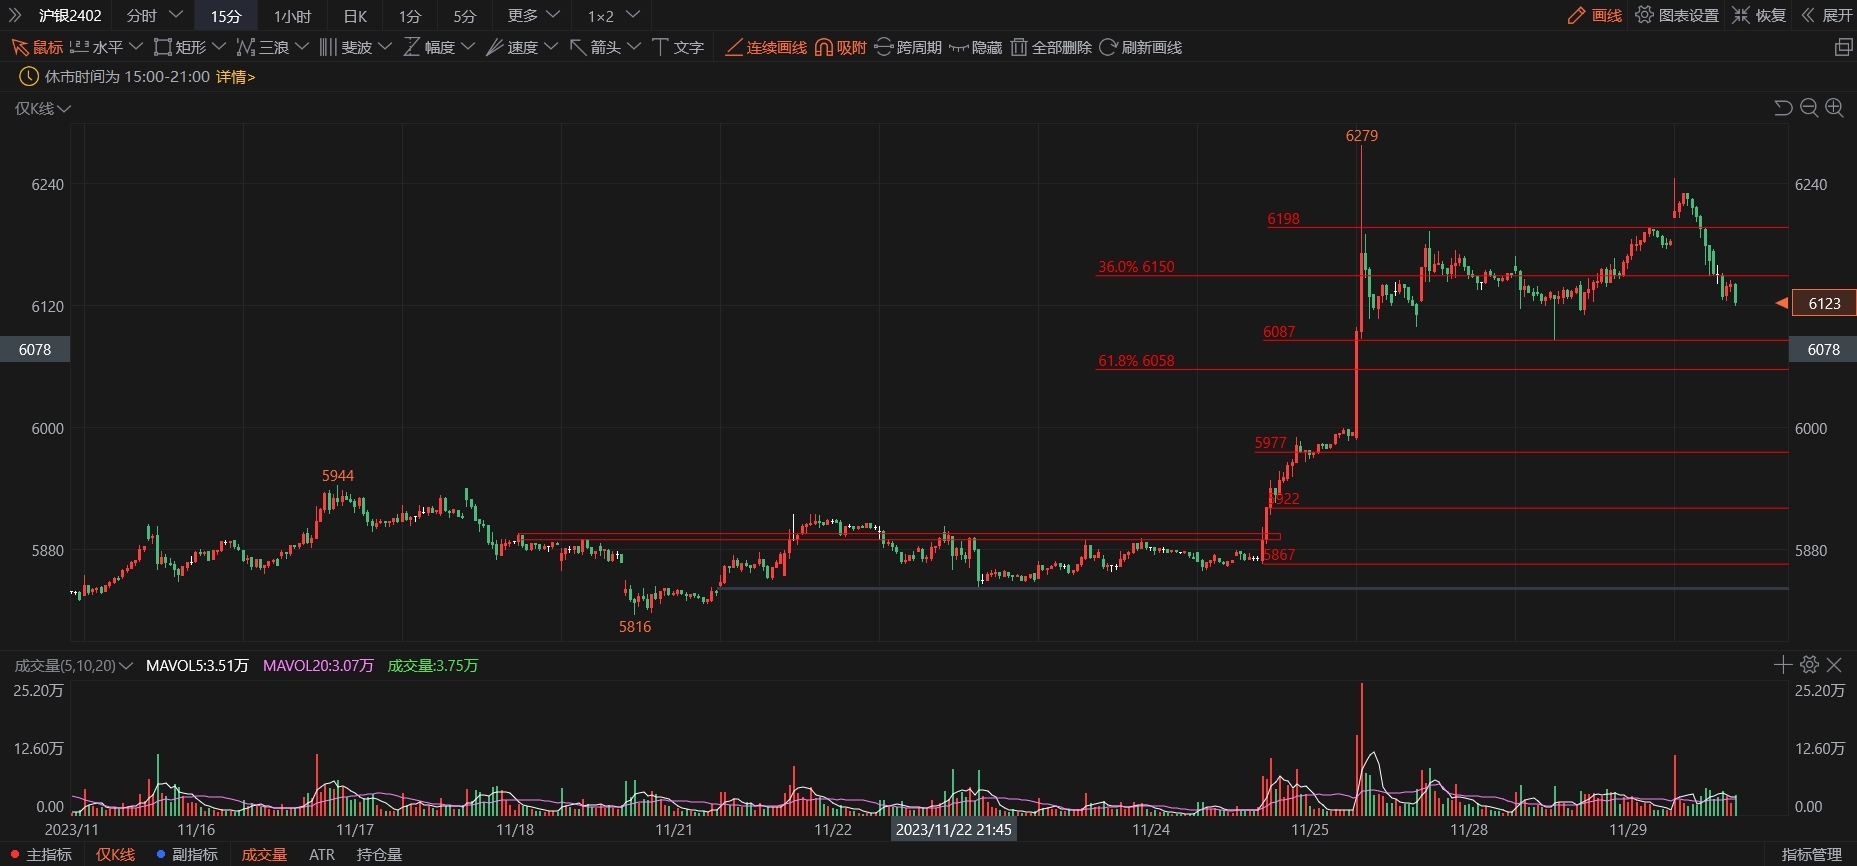 沪银2402 分时 15分 1小时 日K 1分 5分 更多 1×2 画线 图表设置 恢复 展开
鼠标 水平 矩形 三浪 斐波 幅度 速度 箭头 文字 连续画线 吸附 跨周期 隐藏 全部删除 刷新画线
休市时间为 15:00-21:00 详情>
仅K线
6279
6240 6240
6198
36.0% 6150
6120 6123
6087
6078 6078
61.8% 6058
6000 6000
5977
5944
5922
5880 5880
5867
5816
成交量(5,10,20) MAVOL5:3.51万 MAVOL20:3.07万 成交量:3.75万
25.20万 25.20万
12.60万 12.60万
0.00 0.00
2023/11 11/16 11/17 11/18 11/21 11/22 2023/11/22 21:45 11/24 11/25 11/28 11/29
主指标 仅K线 副指标 成交量 ATR 持仓量 指标管理